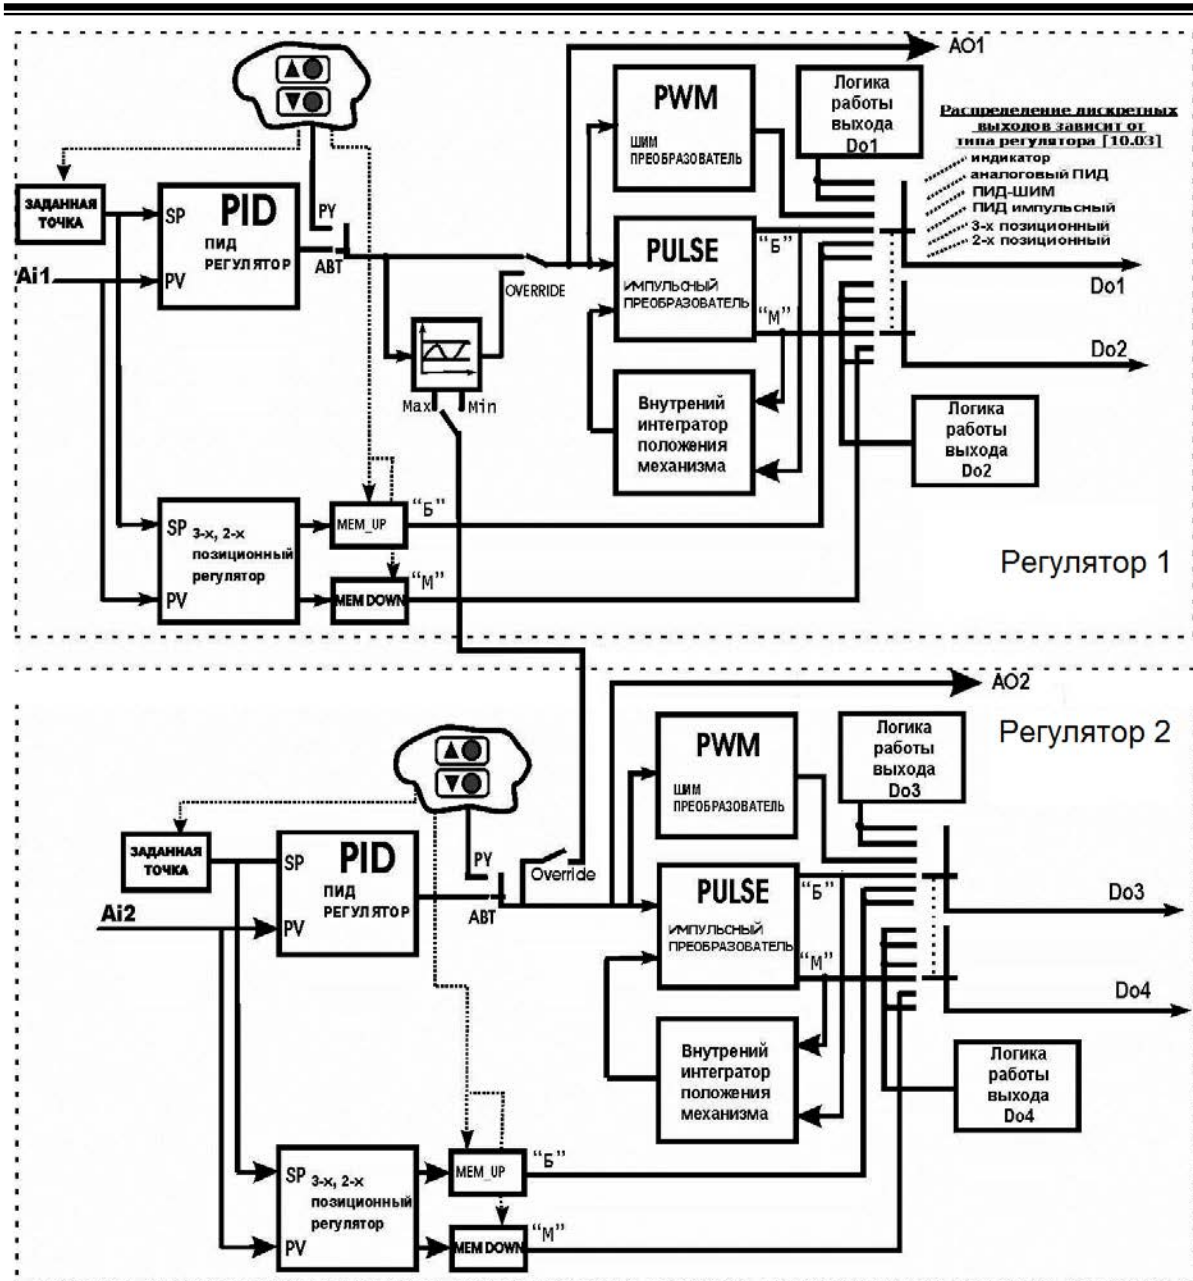 AO1
PWM
ШИМ
ПРЕОБРАЗОВАТЕЛЬ
Логика
работы
выхода
Do1
Распределение дискретных
выходов зависит от
типа регулятора [10.03]
индикатор
аналоговый ПИД
ПИД-ШИМ
ПИД импульсный
3-х позиционный
2-х позиционный
ЗАДАННАЯ
ТОЧКА
SP
PID
ПИД
РЕГУЛЯТОР
PV
Ai1
РУ
АВТ
OVERRIDE
PULSE
ИМПУЛЬСНЫЙ
ПРЕОБРАЗОВАТЕЛЬ
“Б”
“М”
Do1
Do2
Max
Min
Внутрений
интегратор
положения
механизма
Логика
работы
выхода
Do2
SP
3-х, 2-х
позиционный
регулятор
PV
MEM_UP
“Б”
MEM DOWN
“М”
Регулятор 1
AO2
Регулятор 2
PWM
ШИМ
ПРЕОБРАЗОВАТЕЛЬ
Логика
работы
выхода
Do3
ЗАДАННАЯ
ТОЧКА
SP
PID
ПИД
РЕГУЛЯТОР
PV
Ai2
РУ
АВТ
Override
PULSE
ИМПУЛЬСНЫЙ
ПРЕОБРАЗОВАТЕЛЬ
“Б”
“М”
Do3
Do4
Внутрений
интегратор
положения
механизма
Логика
работы
выхода
Do4
SP
3-х, 2-х
позиционный
регулятор
PV
MEM_UP
“Б”
MEM DOWN
“М”